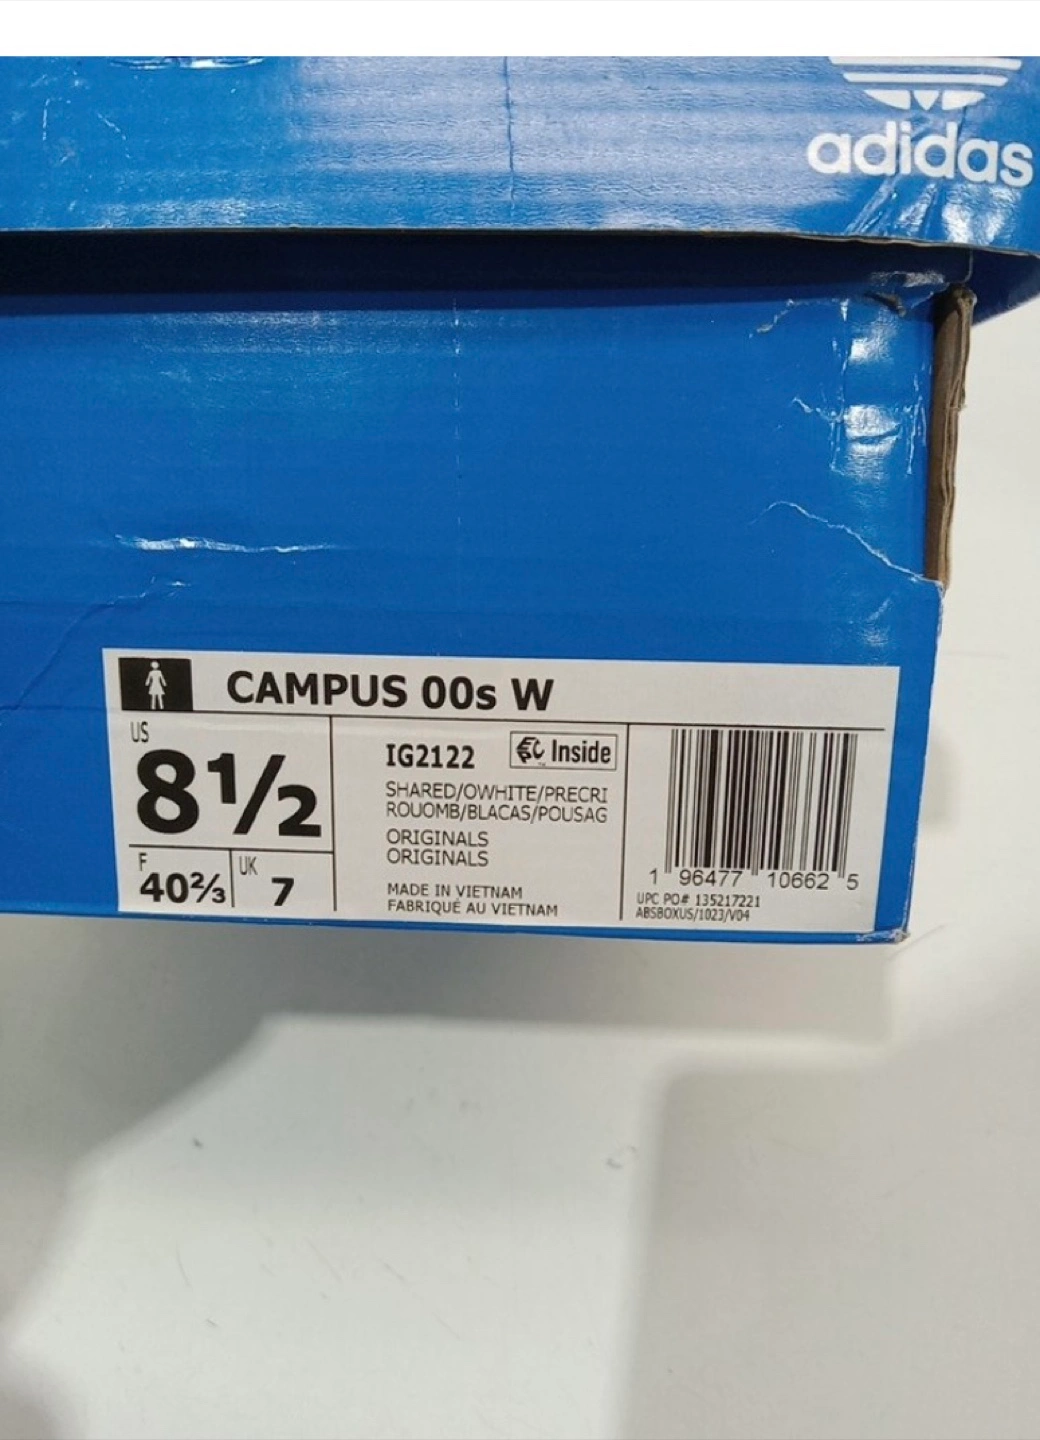 adidas
CAMPUS 00s W
US
8½
F
40⅔
UK
7
IG2122
Inside
SHARED/OWHITE/PRECRI
ROUOMB/BLACAS/POUSAG
ORIGINALS
ORIGINALS
MADE IN VIETNAM
FABRIQUÉ AU VIETNAM
1 96477 10662 5
UPC PO# 135217221
ABSBOXUS/1023/V04